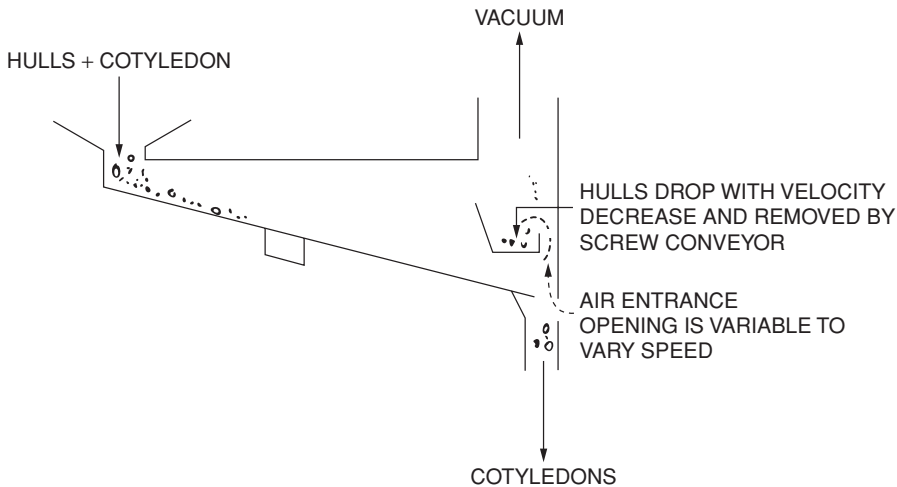 VACUUM
HULLS + COTYLEDON
HULLS DROP WITH VELOCITY
DECREASE AND REMOVED BY
SCREW CONVEYOR
AIR ENTRANCE
OPENING IS VARIABLE TO
VARY SPEED
COTYLEDONS